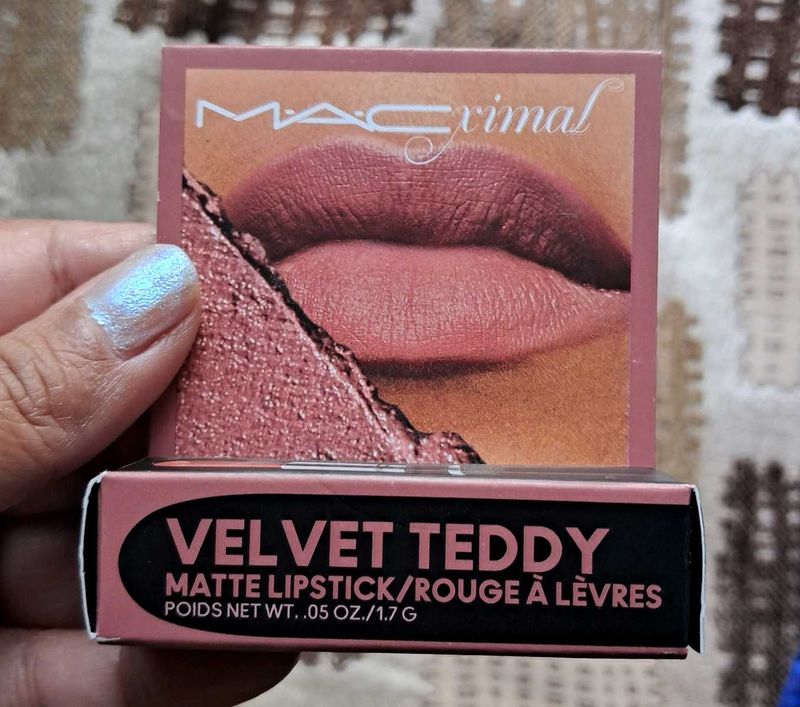 M·A·Cximal
VELVET TEDDY
MATTE LIPSTICK/ROUGE À LÈVRES
POIDS NET WT. .05 OZ./1.7 G